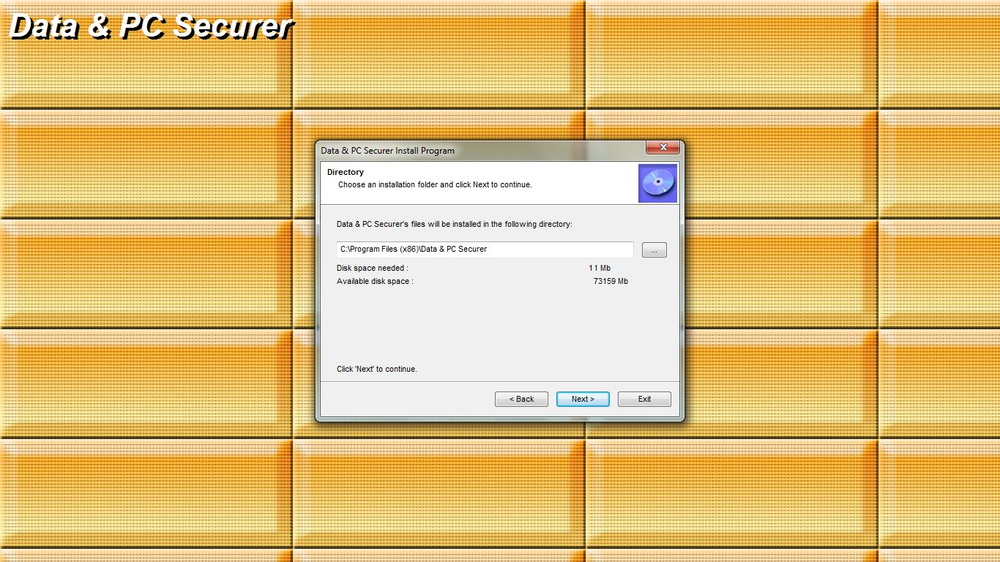 Data & PC Securer
Data & PC Securer Install Program
Directory
Choose an installation folder and click Next to continue.
Data & PC Securer's files will be installed in the following directory:
C:\Program Files (x86)\Data & PC Securer
...
Disk space needed : 11 Mb
Available disk space : 73159 Mb
Click 'Next' to continue.
< Back Next > Exit